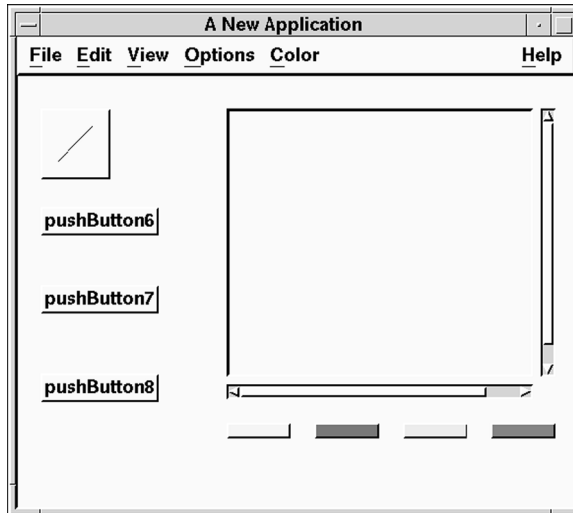 A New Application
File Edit View Options Color Help
pushButton6
pushButton7
pushButton8